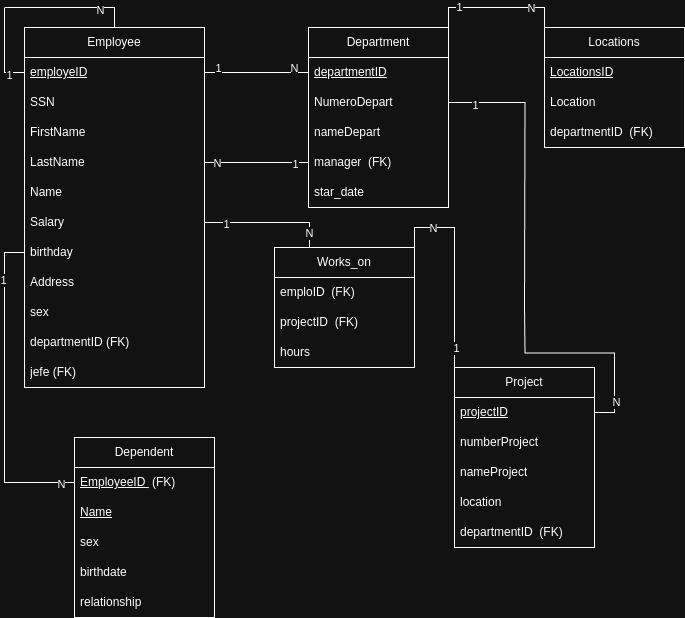 N
1
Employee
employeID
SSN
FirstName
LastName
Name
Salary
birthday
Address
sex
departmentID (FK)
jefe (FK)
1
N
N
1
Department
departmentID
NumeroDepart
nameDepart
manager (FK)
star_date
1
N
Locations
LocationsID
Location
departmentID (FK)
1
1
N
Works_on
emploID (FK)
projectID (FK)
hours
N
1
N
Project
projectID
numberProject
nameProject
location
departmentID (FK)
1
N
Dependent
EmployeeID (FK)
Name
sex
birthdate
relationship